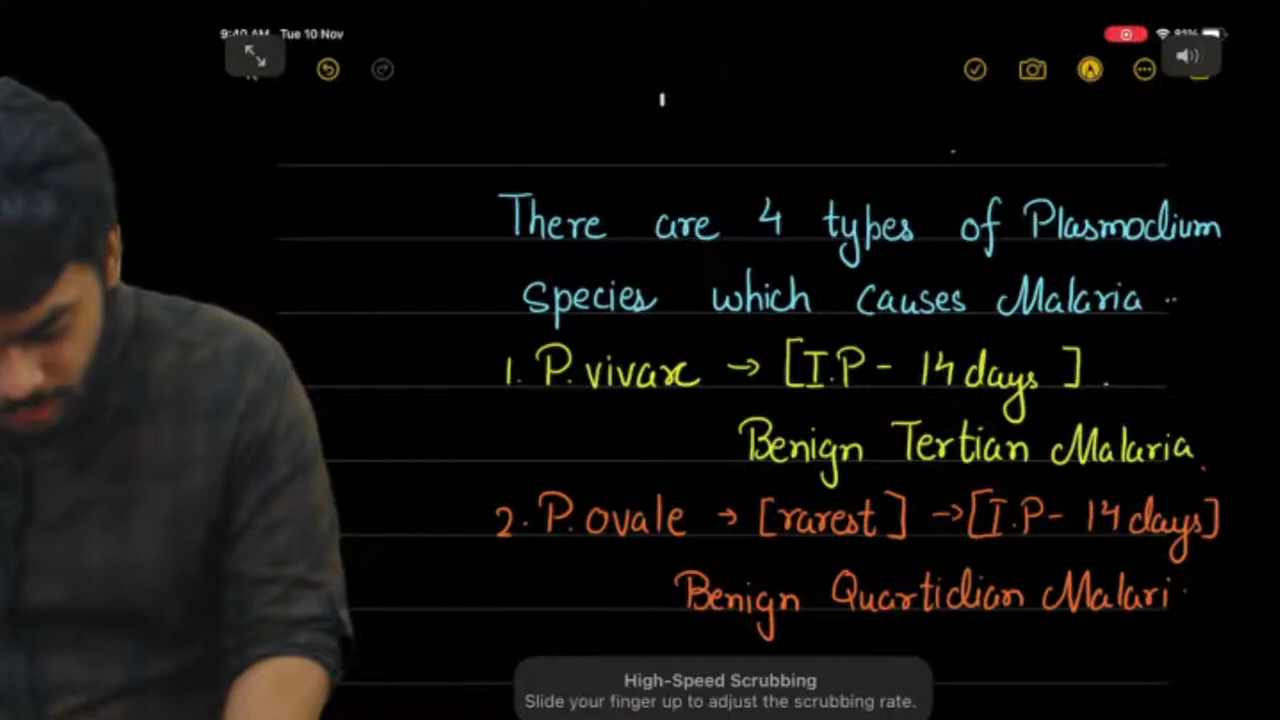 9:40 AM Tue 10 Nov
91%
There are 4 types of Plasmodium
species which causes Malaria ..
1. P. vivax → [I.P - 14 days ] .
Benign Tertian Malaria
2. P. ovale → [rarest] → [I.P - 14 days]
Benign Quartidian Malari
High-Speed Scrubbing
Slide your finger up to adjust the scrubbing rate.